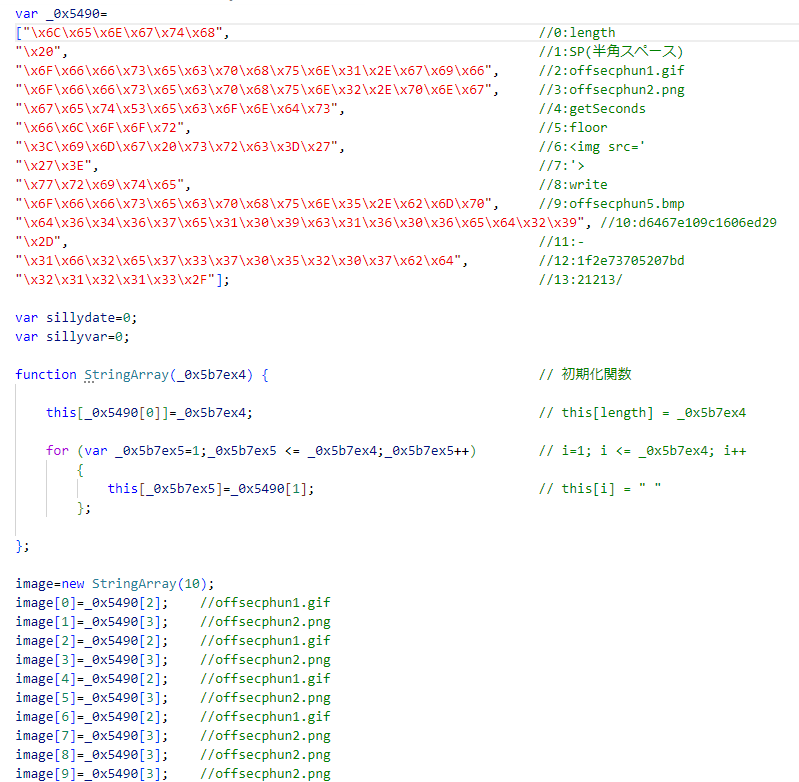 var _0x5490=
["\x6C\x65\x6E\x67\x74\x68", //0:length
"\x20", //1:SP(半角スペース)
"\x6F\x66\x66\x73\x65\x63\x70\x68\x75\x6E\x31\x2E\x67\x69\x66", //2:offsecphun1.gif
"\x6F\x66\x66\x73\x65\x63\x70\x68\x75\x6E\x32\x2E\x70\x6E\x67", //3:offsecphun2.png
"\x67\x65\x74\x53\x65\x63\x6F\x6E\x64\x73", //4:getSeconds
"\x66\x6C\x6F\x6F\x72", //5:floor
"\x3C\x69\x6D\x67\x20\x73\x72\x63\x3D\x27", //6:<img src='
"\x27\x3E", //7:'>
"\x77\x72\x69\x74\x65", //8:write
"\x6F\x66\x66\x73\x65\x63\x70\x68\x75\x6E\x35\x2E\x62\x6D\x70", //9:offsecphun5.bmp
"\x64\x36\x34\x36\x37\x65\x31\x30\x39\x63\x31\x36\x30\x36\x65\x64\x32\x39", //10:d6467e109c1606ed29
"\x2D", //11:-
"\x31\x66\x32\x65\x37\x33\x37\x30\x35\x32\x30\x37\x62\x64", //12:1f2e73705207bd
"\x32\x31\x32\x31\x33\x2F"]; //13:21213/
var sillydate=0;
var sillyvar=0;
function StringArray(_0x5b7ex4) { // 初期化関数
this[_0x5490[0]]=_0x5b7ex4; // this[length] = _0x5b7ex4
for (var _0x5b7ex5=1;_0x5b7ex5 <= _0x5b7ex4;_0x5b7ex5++) // i=1; i <= _0x5b7ex4; i++
{
this[_0x5b7ex5]=_0x5490[1]; // this[i] = " "
};
};
image=new StringArray(10);
image[0]=_0x5490[2]; //offsecphun1.gif
image[1]=_0x5490[3]; //offsecphun2.png
image[2]=_0x5490[2]; //offsecphun1.gif
image[3]=_0x5490[3]; //offsecphun2.png
image[4]=_0x5490[2]; //offsecphun1.gif
image[5]=_0x5490[3]; //offsecphun2.png
image[6]=_0x5490[2]; //offsecphun1.gif
image[7]=_0x5490[3]; //offsecphun2.png
image[8]=_0x5490[3]; //offsecphun2.png
image[9]=_0x5490[3]; //offsecphun2.png